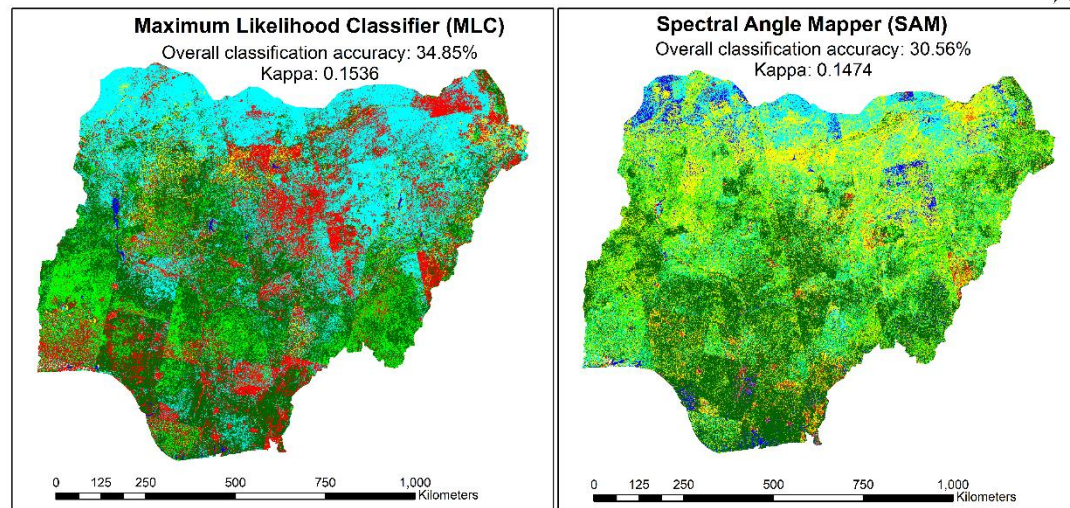 Maximum Likelihood Classifier (MLC)
Overall classification accuracy: 34.85%
Kappa: 0.1536
0 125 250 500 750 1,000
Kilometers
Spectral Angle Mapper (SAM)
Overall classification accuracy: 30.56%
Kappa: 0.1474
0 125 250 500 750 1,000
Kilometers